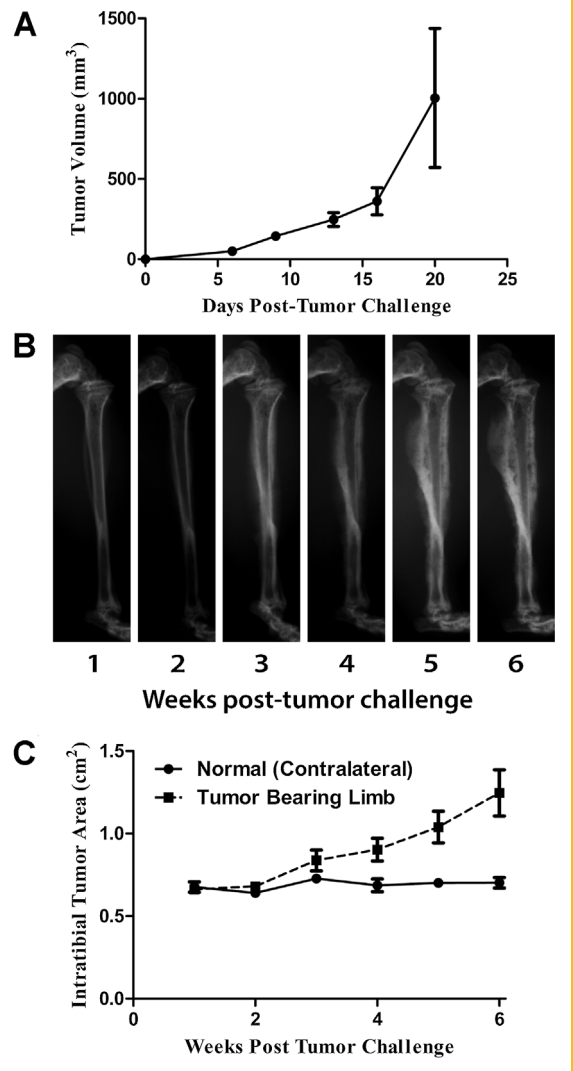 A
1500
1000
500
0
Tumor Volume (mm³)
0 5 10 15 20 25
Days Post-Tumor Challenge
B
1 2 3 4 5 6
Weeks post-tumor challenge
C
1.5
1.0
0.5
0.0
Intratibial Tumor Area (cm²)
Normal (Contralateral)
Tumor Bearing Limb
0 2 4 6
Weeks Post Tumor Challenge